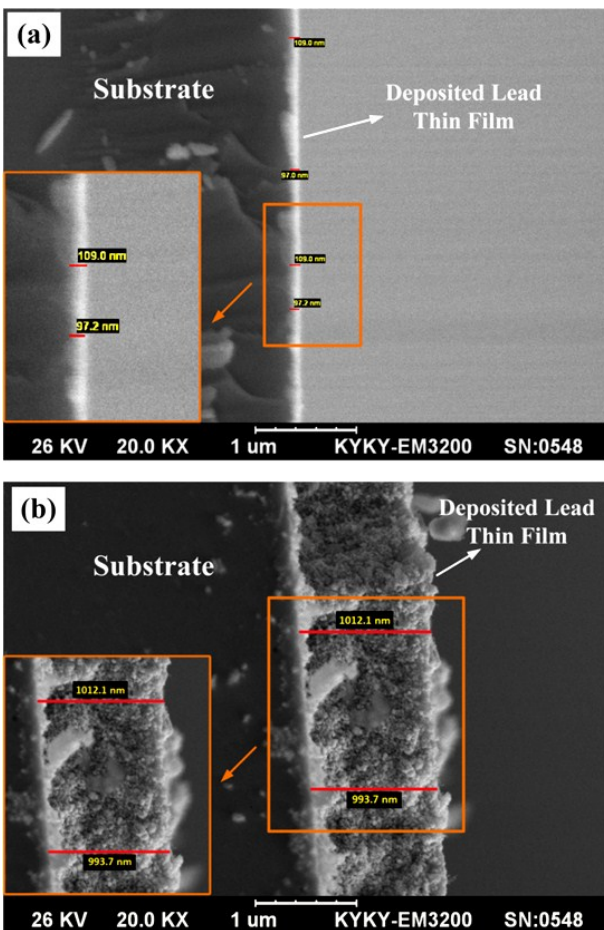 (a)
109.0 nm
Substrate
Deposited Lead
Thin Film
97.0 nm
109.0 nm
109.0 nm
97.2 nm
97.2 nm
26 KV 20.0 KX 1 um KYKY-EM3200 SN:0548
(b)
Deposited Lead
Thin Film
Substrate
1012.1 nm
1012.1 nm
993.7 nm
993.7 nm
26 KV 20.0 KX 1 um KYKY-EM3200 SN:0548